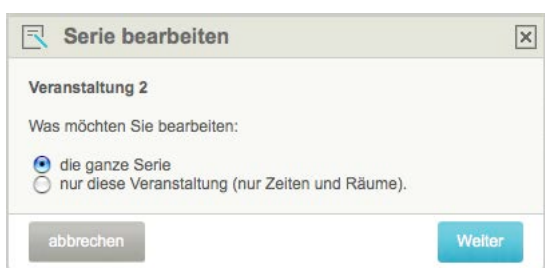 Serie bearbeiten
Veranstaltung 2
Was möchten Sie bearbeiten:
die ganze Serie
nur diese Veranstaltung (nur Zeiten und Räume).
abbrechen Weiter